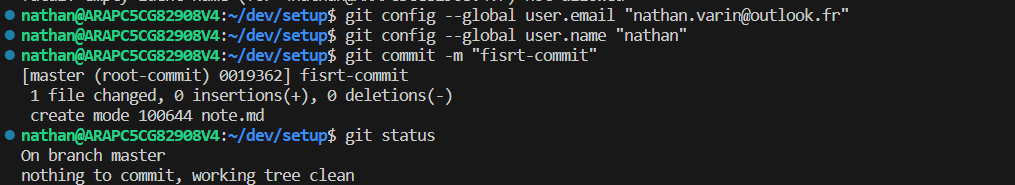 nathan@ARAPC5CG82908V4:~/dev/setup$ git config --global user.email "nathan.varin@outlook.fr"
nathan@ARAPC5CG82908V4:~/dev/setup$ git config --global user.name "nathan"
nathan@ARAPC5CG82908V4:~/dev/setup$ git commit -m "fisrt-commit"
[master (root-commit) 0019362] fisrt-commit
 1 file changed, 0 insertions(+), 0 deletions(-)
 create mode 100644 note.md
nathan@ARAPC5CG82908V4:~/dev/setup$ git status
On branch master
nothing to commit, working tree clean